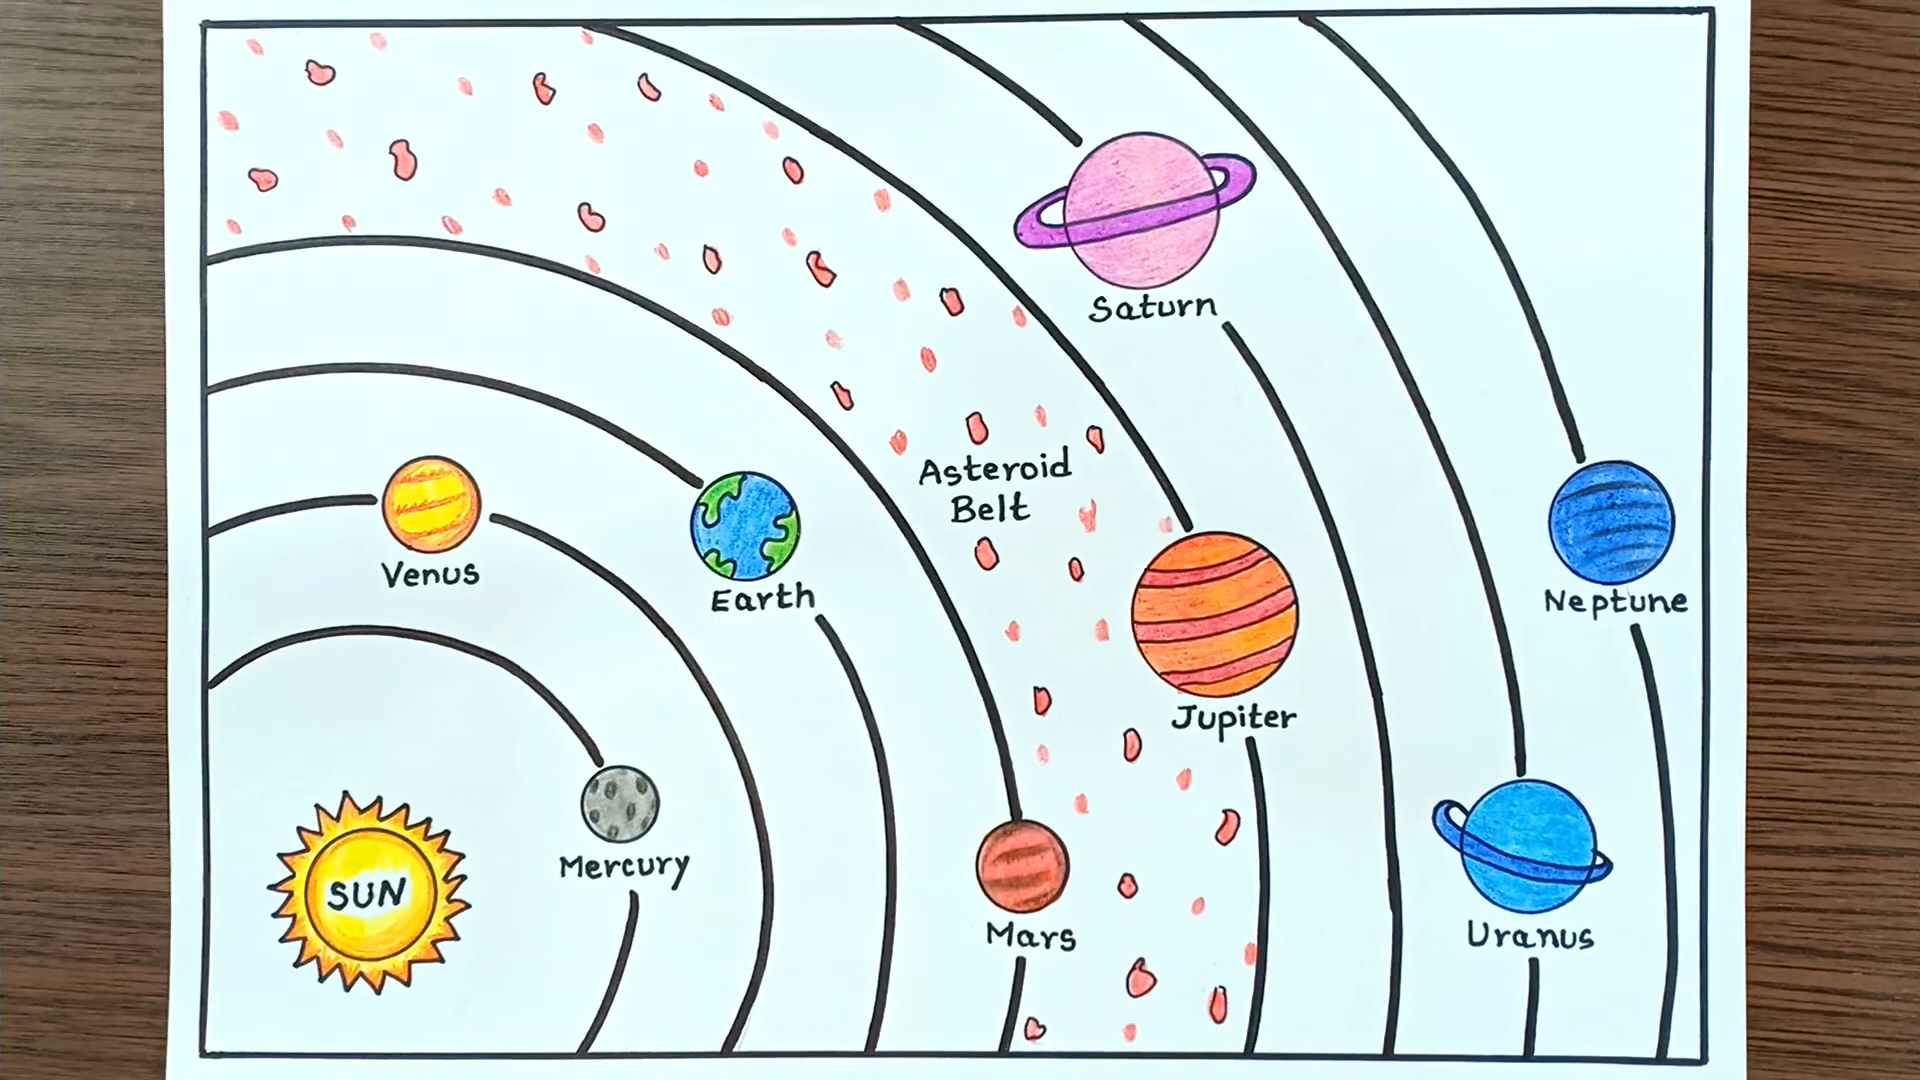 Saturn
Asteroid
Belt
Venus
Earth
Neptune
Jupiter
Mercury
SUN
Mars
Uranus